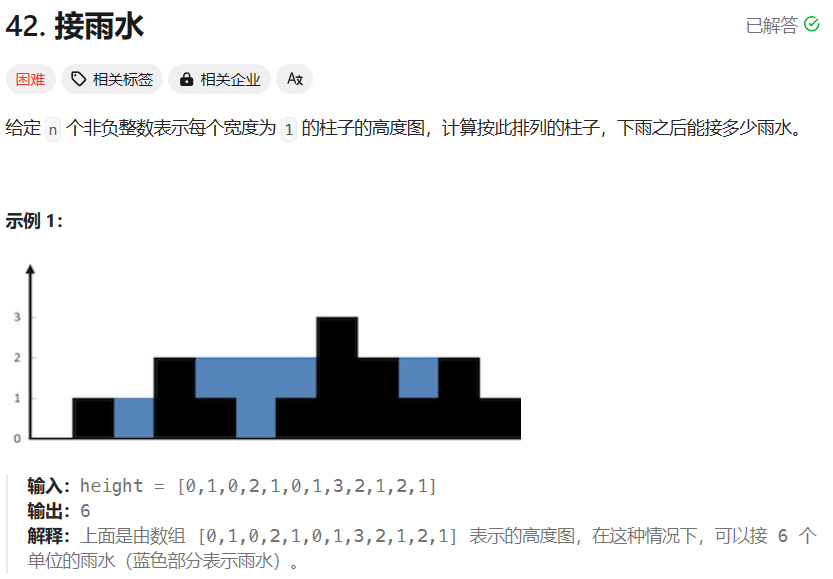 42. 接雨水
已解答
困难 相关标签 相关企业
给定 n 个非负整数表示每个宽度为 1 的柱子的高度图，计算按此排列的柱子，下雨之后能接多少雨水。
示例 1：
3
2
1
0
输入：height = [0,1,0,2,1,0,1,3,2,1,2,1]
输出：6
解释：上面是由数组 [0,1,0,2,1,0,1,3,2,1,2,1] 表示的高度图，在这种情况下，可以接 6 个
单位的雨水（蓝色部分表示雨水）。